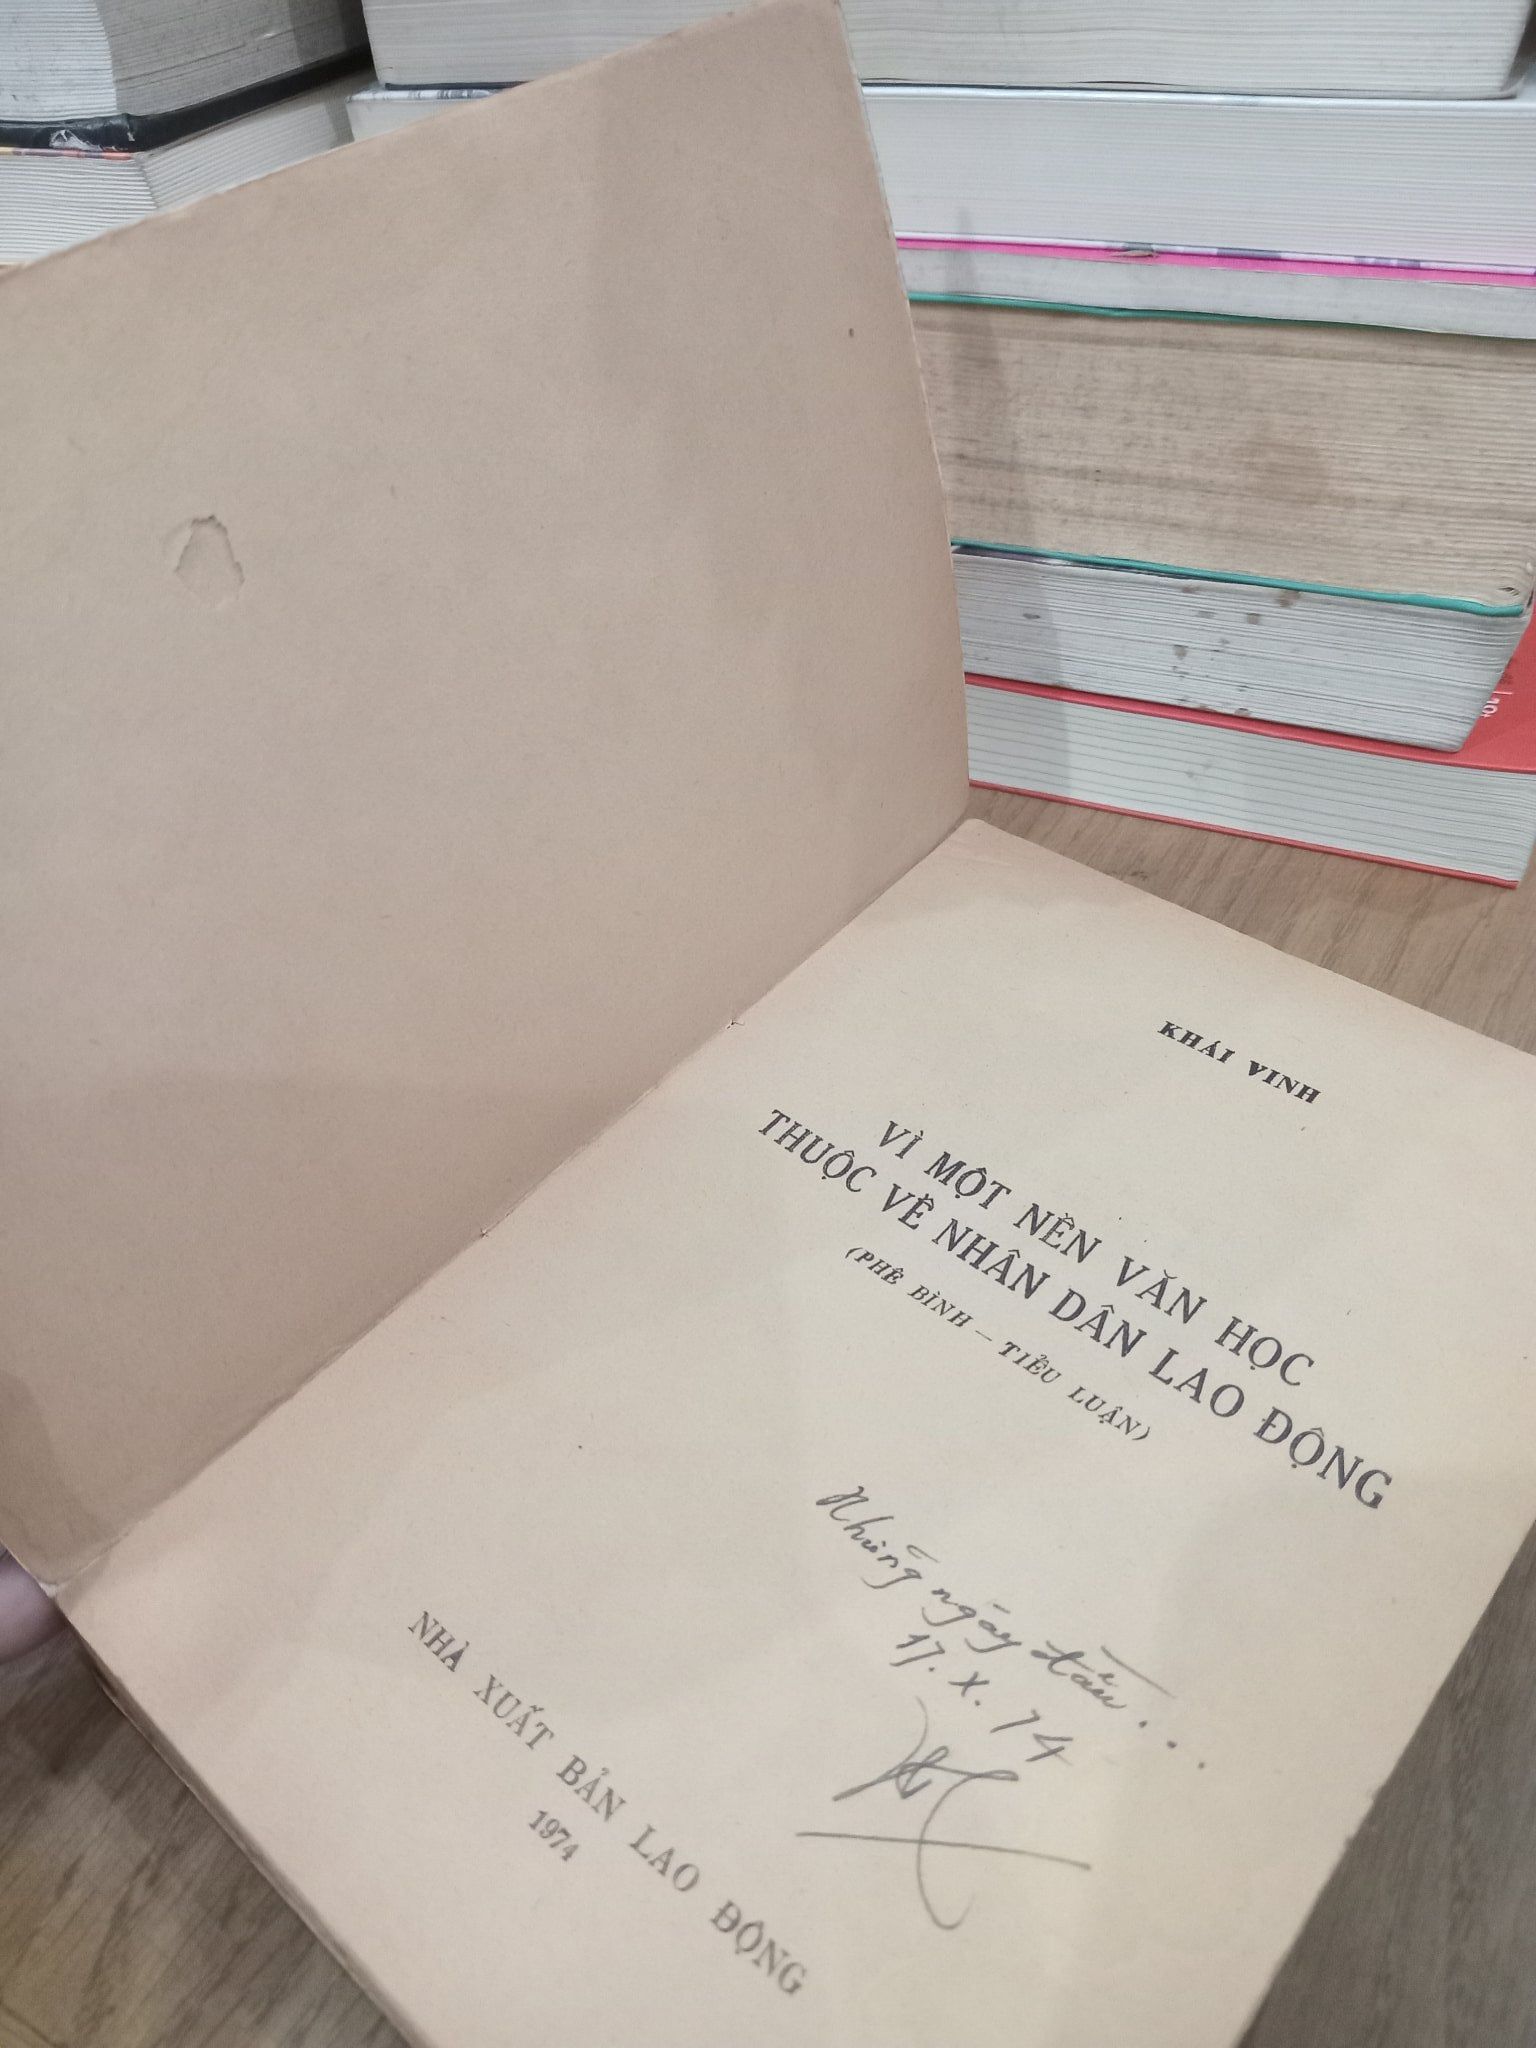 KHÁI VINH
VÌ MỘT NỀN VĂN HỌC
THUỘC VỀ NHÂN DÂN LAO ĐỘNG
(PHÊ BÌNH – TIỂU LUẬN)
Những ngày đầu...
17. X. 74
NHÀ XUẤT BẢN LAO ĐỘNG
1974